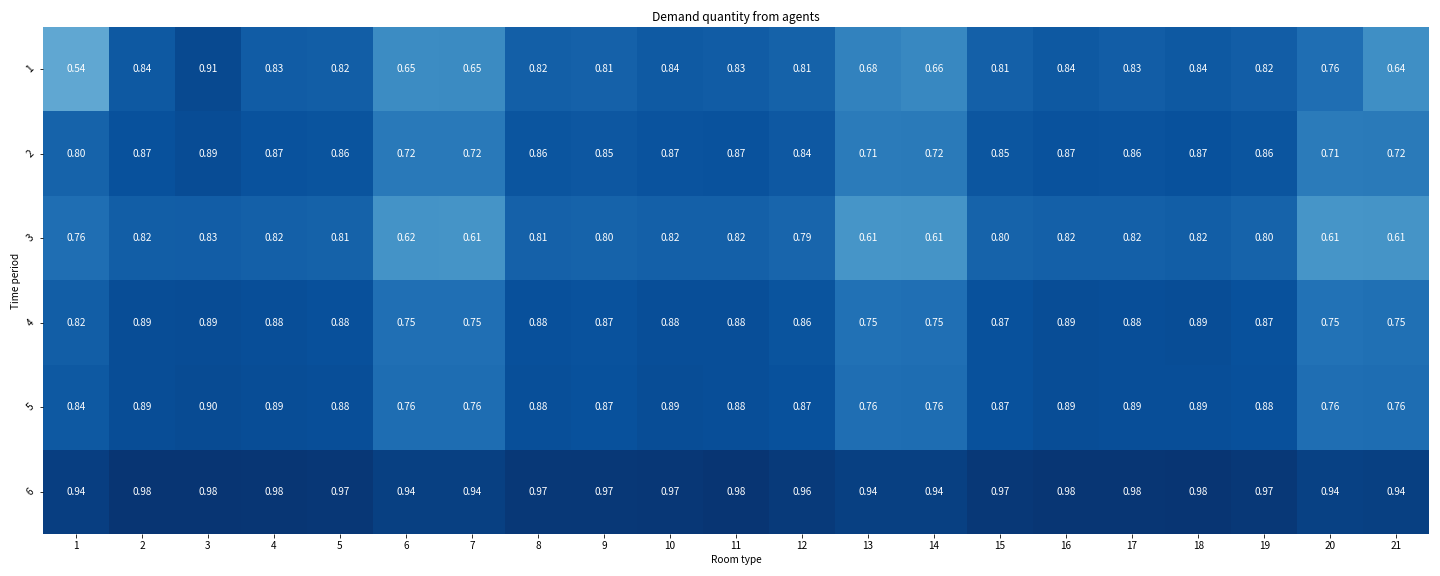 Demand quantity from agents
Time period
1 0.54 0.84 0.91 0.83 0.82 0.65 0.65 0.82 0.81 0.84 0.83 0.81 0.68 0.66 0.81 0.84 0.83 0.84 0.82 0.76 0.64
2 0.80 0.87 0.89 0.87 0.86 0.72 0.72 0.86 0.85 0.87 0.87 0.84 0.71 0.72 0.85 0.87 0.86 0.87 0.86 0.71 0.72
3 0.76 0.82 0.83 0.82 0.81 0.62 0.61 0.81 0.80 0.82 0.82 0.79 0.61 0.61 0.80 0.82 0.82 0.82 0.80 0.61 0.61
4 0.82 0.89 0.89 0.88 0.88 0.75 0.75 0.88 0.87 0.88 0.88 0.86 0.75 0.75 0.87 0.89 0.88 0.89 0.87 0.75 0.75
5 0.84 0.89 0.90 0.89 0.88 0.76 0.76 0.88 0.87 0.89 0.88 0.87 0.76 0.76 0.87 0.89 0.89 0.89 0.88 0.76 0.76
6 0.94 0.98 0.98 0.98 0.97 0.94 0.94 0.97 0.97 0.97 0.98 0.96 0.94 0.94 0.97 0.98 0.98 0.98 0.97 0.94 0.94
1 2 3 4 5 6 7 8 9 10 11 12 13 14 15 16 17 18 19 20 21
Room type